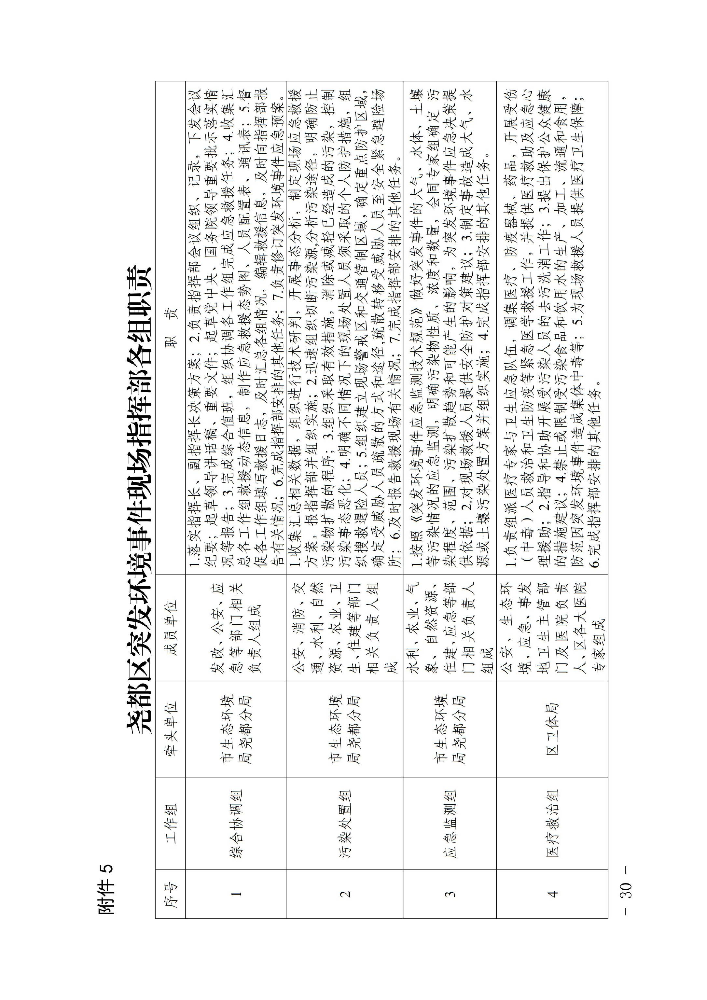 附件 5
尧都区突发环境事件现场指挥部各组职责
序号
工作组
牵头单位
成员单位
职 责
1
综合协调组
市生态环境
局尧都分局
发改、公安、应
急等部门相关
负责人组成
1.落实指挥长、副指挥长决策方案；2.负责指挥部会议组织、记录，下发会议
纪要；起草领导讲话稿、重要文件；起草党中央、国务院领导重要批示落实情
况等报告；3.完成综合值班，组织协调各工作组完成应急救援任务；4.收集汇
总各工作组救援动态信息，制作应急救援态势图、人员配置表、通讯表；5.督
促各工作组填写救援日志，及时汇总各组情况，编辑救援信息，及时向指挥部报
告有关情况；6.完成指挥部安排的其他任务；7.负责修订突发环境事件应急预案。
2
污染处置组
市生态环境
局尧都分局
公安、消防、交
通、水利、自然
资源、农业、卫
生、住建等部门
相关负责人组
成
1.收集汇总相关数据，组织进行技术研判，开展事态分析，制定现场应急救援
方案，报指挥部并组织实施；2.迅速组织切断污染源,分析污染途径，明确防止
污染物扩散的程序；3.组织采取有效措施，消除或减轻已经造成的污染，控制
污染事态恶化；4.明确不同情况下的现场处置人员须采取的个人防护措施，组
织搜救遇险人员；5.组织建立现场警戒区和交通管制区域,确定重点防护区域,
确定受威胁人员疏散的方式和途径,疏散转移受威胁人员至安全紧急避险场
所；6.及时报告救援现场有关情况；7.完成指挥部安排的其他任务。
3
应急监测组
市生态环境
局尧都分局
水利、农业、气
象、自然资源、
住建、应急等部
门相关负责人
组成
1.按照《突发环境事件应急监测技术规范》做好突发事件的大气、水体、土壤
等污染情况的应急监测，明确污染物性质、浓度和数量，会同专家组确定 污
染程度、范围、污染扩散趋势和可能产生的影响，为突发环境事件应急决策提
供依据；2.对现场救援人员提供安全防护对策建议；3.制定事故造成大气、水
源或土壤污染处置方案并组织实施；4.完成指挥部安排的其他任务。
4
医疗救治组
区卫体局
公安、生态环
境、应急、事发
地卫生主管部
门及医院负责
人、区各大医院
专家组成
1.负责组派医疗专家与卫生应急队伍，调集医疗、防疫器械、药品，开展受伤
（中毒）人员救治和卫生防疫等紧急医学救援工作，并提供医疗救助及应急心
理援助；2.指导和协助开展受污染人员的去污洗消工作；3.提出保护公众健康
的措施建议；4.禁止或限制受污染食品和饮用水的生产、加工、流通和食用，
防范因突发环境事件造成集体中毒等；5.为现场救援人员提供医疗卫生保障；
6.完成指挥部安排的其他任务。
－ 30 －